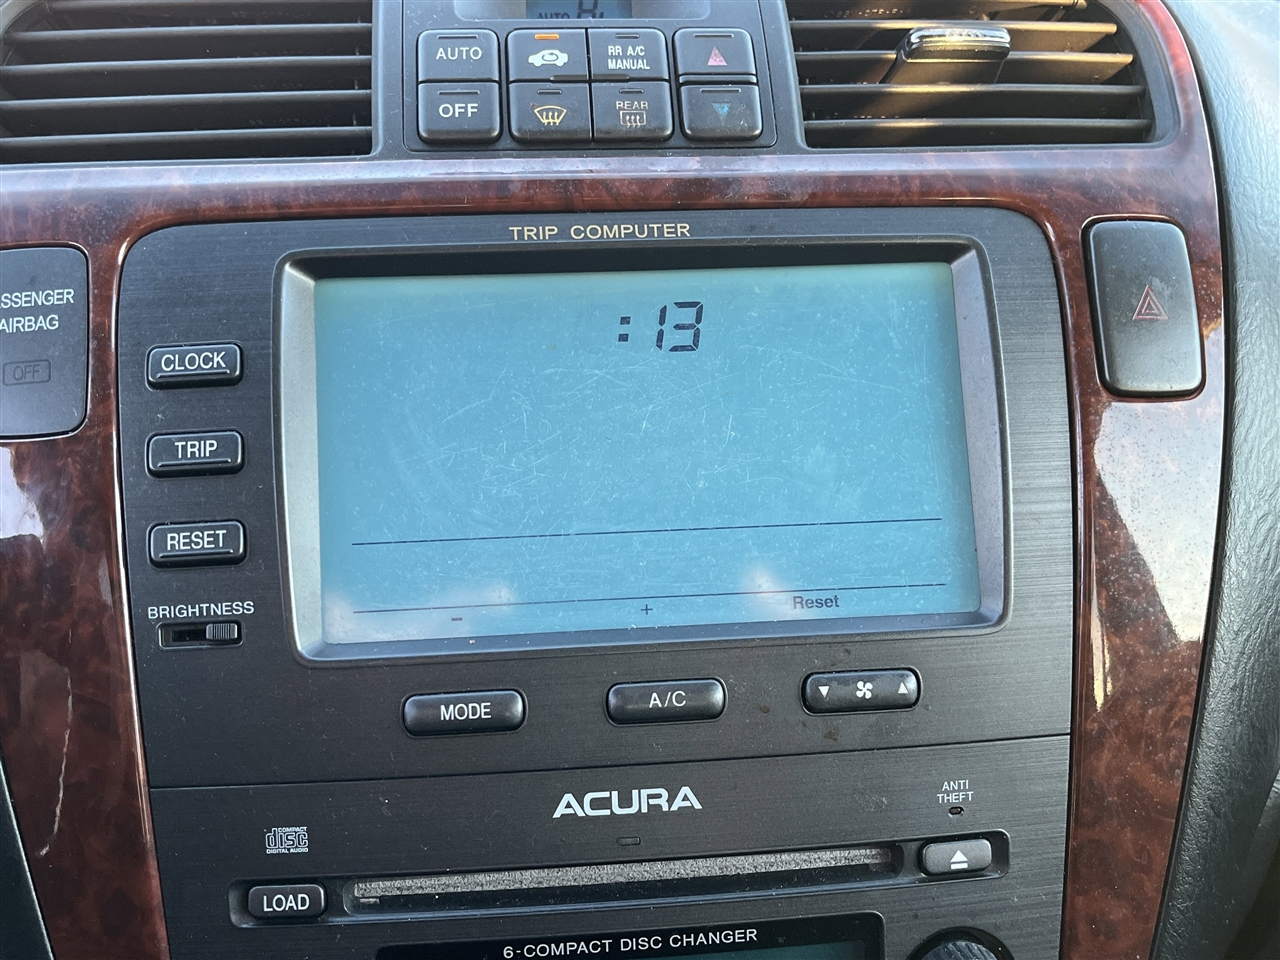 AUTO
AUTO
RR A/C
MANUAL
OFF
REAR
TRIP COMPUTER
:13
SSENGER
AIRBAG
OFF
CLOCK
TRIP
RESET
BRIGHTNESS
- + Reset
MODE
A/C
ACURA
ANTI
THEFT
COMPACT
disc
DIGITAL AUDIO
LOAD
6-COMPACT DISC CHANGER